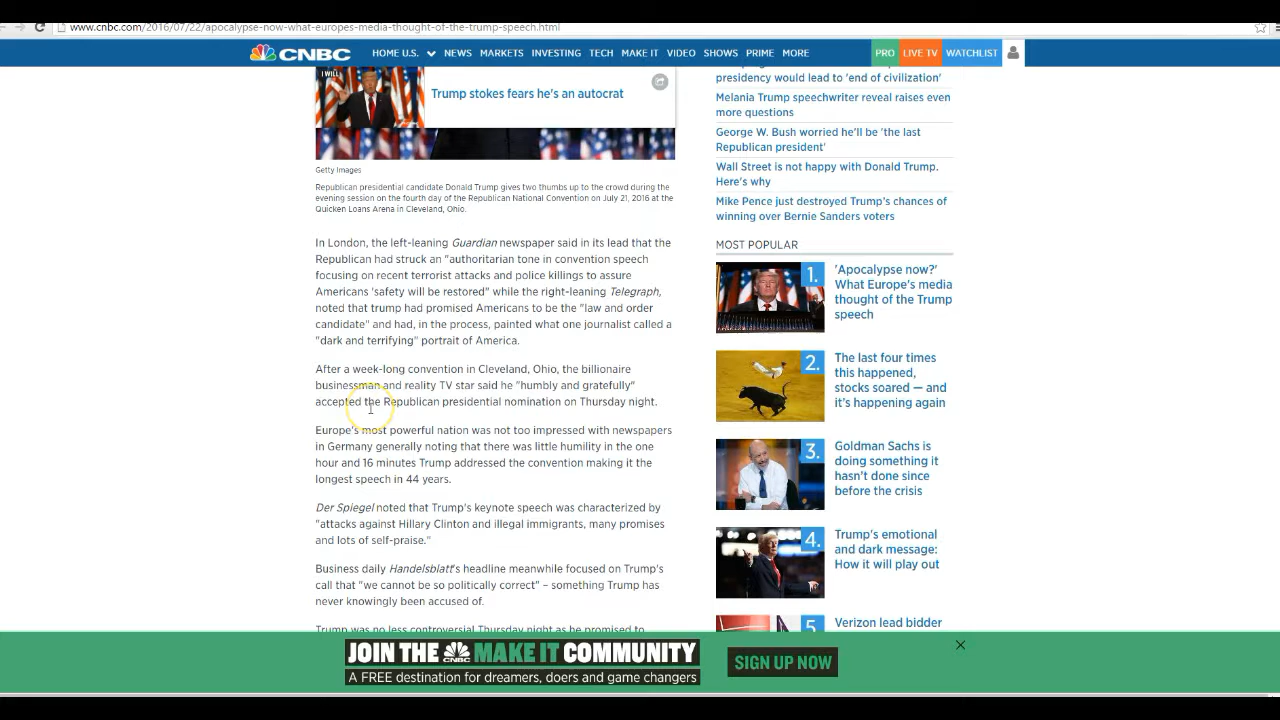 www.cnbc.com/2016/07/22/apocalypse-now-what-europes-media-thought-of-the-trump-speech.html
CNBC HOME U.S. NEWS MARKETS INVESTING TECH MAKE IT VIDEO SHOWS PRIME MORE PRO LIVE TV WATCHLIST
I WILL
Trump stokes fears he's an autocrat
Getty Images
Republican presidential candidate Donald Trump gives two thumbs up to the crowd during the
evening session on the fourth day of the Republican National Convention on July 21, 2016 at the
Quicken Loans Arena in Cleveland, Ohio.
In London, the left-leaning Guardian newspaper said in its lead that the
Republican had struck an "authoritarian tone in convention speech
focusing on recent terrorist attacks and police killings to assure
Americans 'safety will be restored" while the right-leaning Telegraph,
noted that trump had promised Americans to be the "law and order
candidate" and had, in the process, painted what one journalist called a
"dark and terrifying" portrait of America.
After a week-long convention in Cleveland, Ohio, the billionaire
businessman and reality TV star said he "humbly and gratefully"
accepted the Republican presidential nomination on Thursday night.
Europe's most powerful nation was not too impressed with newspapers
in Germany generally noting that there was little humility in the one
hour and 16 minutes Trump addressed the convention making it the
longest speech in 44 years.
Der Spiegel noted that Trump's keynote speech was characterized by
"attacks against Hillary Clinton and illegal immigrants, many promises
and lots of self-praise."
Business daily Handelsblatt's headline meanwhile focused on Trump's
call that "we cannot be so politically correct" – something Trump has
never knowingly been accused of.
Trump was no less controversial Thursday night as he promised to
presidency would lead to 'end of civilization'
Melania Trump speechwriter reveal raises even
more questions
George W. Bush worried he'll be 'the last
Republican president'
Wall Street is not happy with Donald Trump.
Here's why
Mike Pence just destroyed Trump's chances of
winning over Bernie Sanders voters
MOST POPULAR
1.
'Apocalypse now?'
What Europe's media
thought of the Trump
speech
2.
The last four times
this happened,
stocks soared — and
it's happening again
3.
Goldman Sachs is
doing something it
hasn't done since
before the crisis
4.
Trump's emotional
and dark message:
How it will play out
5.
Verizon lead bidder
JOIN THE CNBC MAKE IT COMMUNITY
A FREE destination for dreamers, doers and game changers
SIGN UP NOW